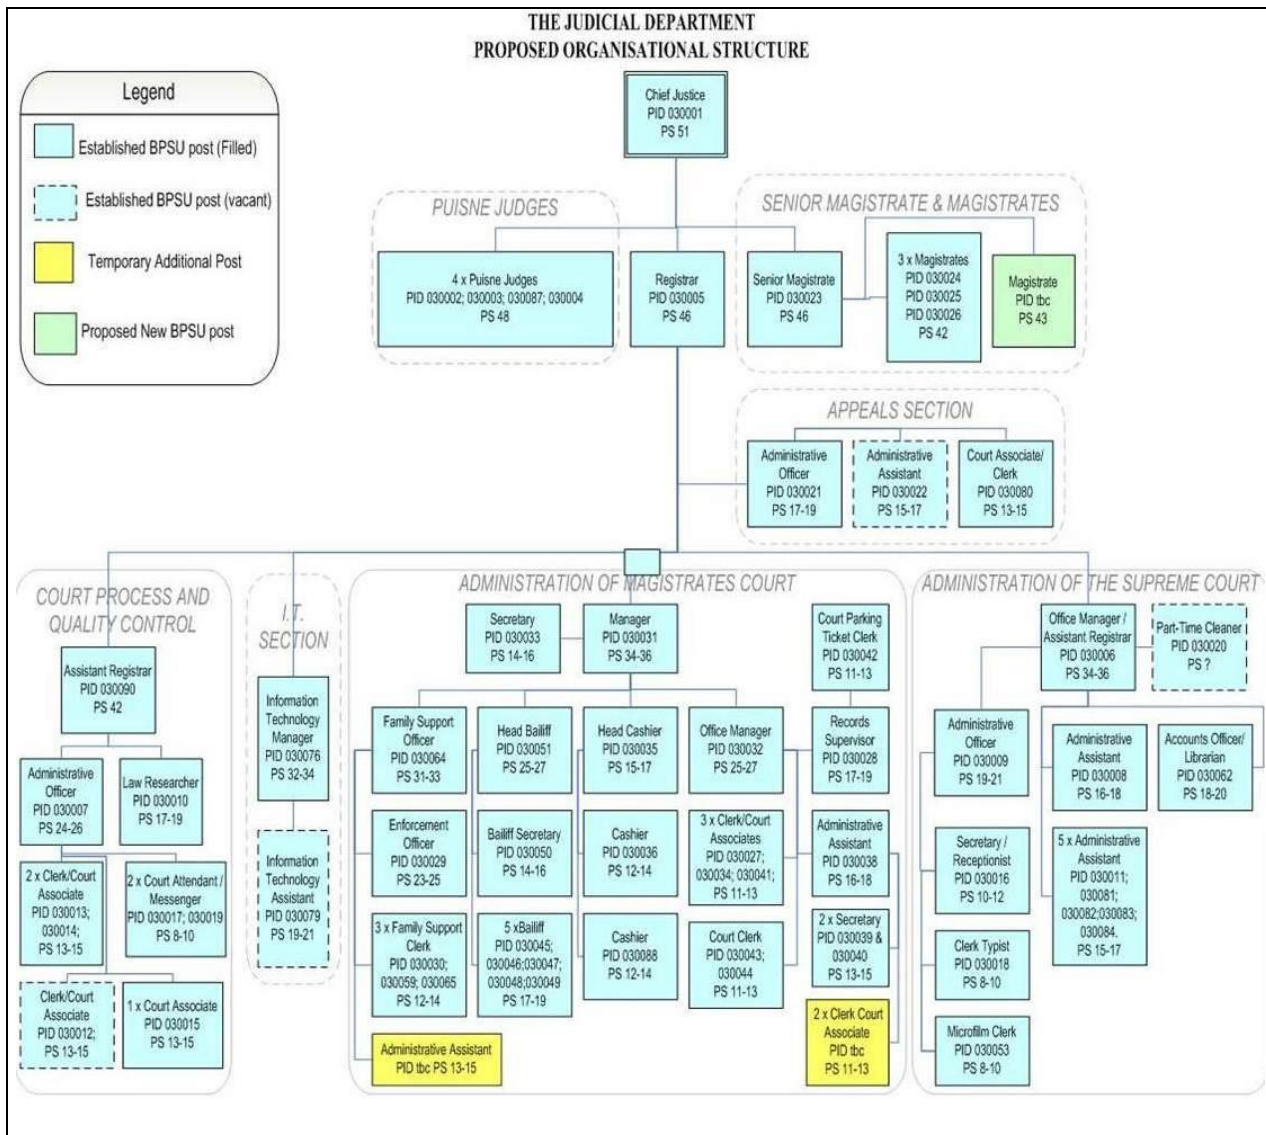 THE JUDICIAL DEPARTMENT
PROPOSED ORGANISATIONAL STRUCTURE
Legend
Established BPSU post (Filled)
Established BPSU post (vacant)
Temporary Additional Post
Proposed New BPSU post
Chief Justice
PID 030001
PS 51
PUISNE JUDGES
4 x Puisne Judges
PID 030002; 030003; 030087; 030004
PS 48
Registrar
PID 030005
PS 46
SENIOR MAGISTRATE & MAGISTRATES
Senior Magistrate
PID 030023
PS 46
3 x Magistrates
PID 030024
PID 030025
PID 030026
PS 42
Magistrate
PID tbc
PS 43
APPEALS SECTION
Administrative
Officer
PID 030021
PS 17-19
Administrative
Assistant
PID 030022
PS 15-17
Court Associate/
Clerk
PID 030080
PS 13-15
COURT PROCESS AND
QUALITY CONTROL
Assistant Registrar
PID 030090
PS 42
Administrative
Officer
PID 030007
PS 24-26
Law Researcher
PID 030010
PS 17-19
2 x Clerk/Court
Associate
PID 030013;
030014;
PS 13-15
2 x Court Attendant /
Messenger
PID 030017; 030019
PS 8-10
Clerk/Court
Associate
PID 030012;
PS 13-15
1 x Court Associate
PID 030015
PS 13-15
I.T.
SECTION
Information
Technology
Manager
PID 030076
PS 32-34
Information
Technology
Assistant
PID 030079
PS 19-21
ADMINISTRATION OF MAGISTRATES COURT
Secretary
PID 030033
PS 14-16
Manager
PID 030031
PS 34-36
Court Parking
Ticket Clerk
PID 030042
PS 11-13
Family Support
Officer
PID 030064
PS 31-33
Head Bailiff
PID 030051
PS 25-27
Head Cashier
PID 030035
PS 15-17
Office Manager
PID 030032
PS 25-27
Records
Supervisor
PID 030028
PS 17-19
Enforcement
Officer
PID 030029
PS 23-25
Bailiff Secretary
PID 030050
PS 14-16
Cashier
PID 030036
PS 12-14
3 x Clerk/Court
Associates
PID 030027;
030034; 030041;
PS 11-13
Administrative
Assistant
PID 030038
PS 16-18
3 x Family Support
Clerk
PID 030030;
030059; 030065
PS 12-14
5 xBailiff
PID 030045;
030046;030047;
030048;030049
PS 17-19
Cashier
PID 030088
PS 12-14
Court Clerk
PID 030043;
030044
PS 11-13
2 x Secretary
PID 030039 &
030040
PS 13-15
Administrative Assistant
PID tbc PS 13-15
2 x Clerk Court
Associate
PID tbc
PS 11-13
ADMINISTRATION OF THE SUPREME COURT
Office Manager /
Assistant Registrar
PID 030006
PS 34-36
Part-Time Cleaner
PID 030020
PS ?
Administrative
Officer
PID 030009
PS 19-21
Administrative
Assistant
PID 030008
PS 16-18
Accounts Officer/
Librarian
PID 030062
PS 18-20
Secretary /
Receptionist
PID 030016
PS 10-12
5 x Administrative
Assistant
PID 030011;
030081;
030082;030083;
030084.
PS 15-17
Clerk Typist
PID 030018
PS 8-10
Microfilm Clerk
PID 030053
PS 8-10